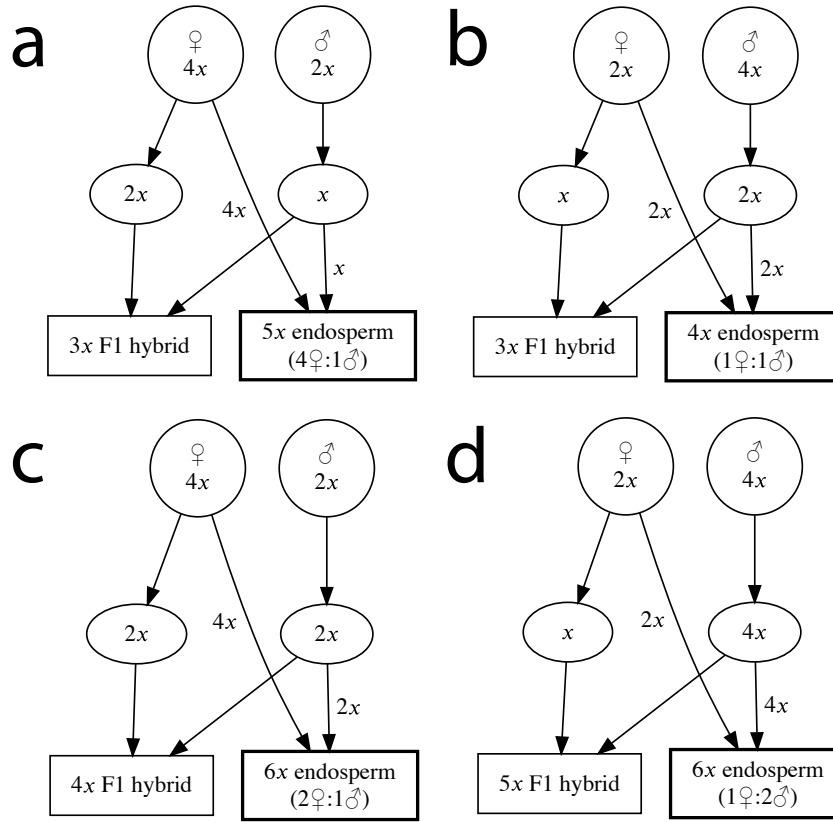 a
♀
4x
♂
2x
2x
x
4x
x
3x F1 hybrid
5x endosperm
(4♀:1♂)
b
♀
2x
♂
4x
x
2x
2x
2x
3x F1 hybrid
4x endosperm
(1♀:1♂)
c
♀
4x
♂
2x
2x
2x
4x
2x
4x F1 hybrid
6x endosperm
(2♀:1♂)
d
♀
2x
♂
4x
x
4x
2x
4x
5x F1 hybrid
6x endosperm
(1♀:2♂)